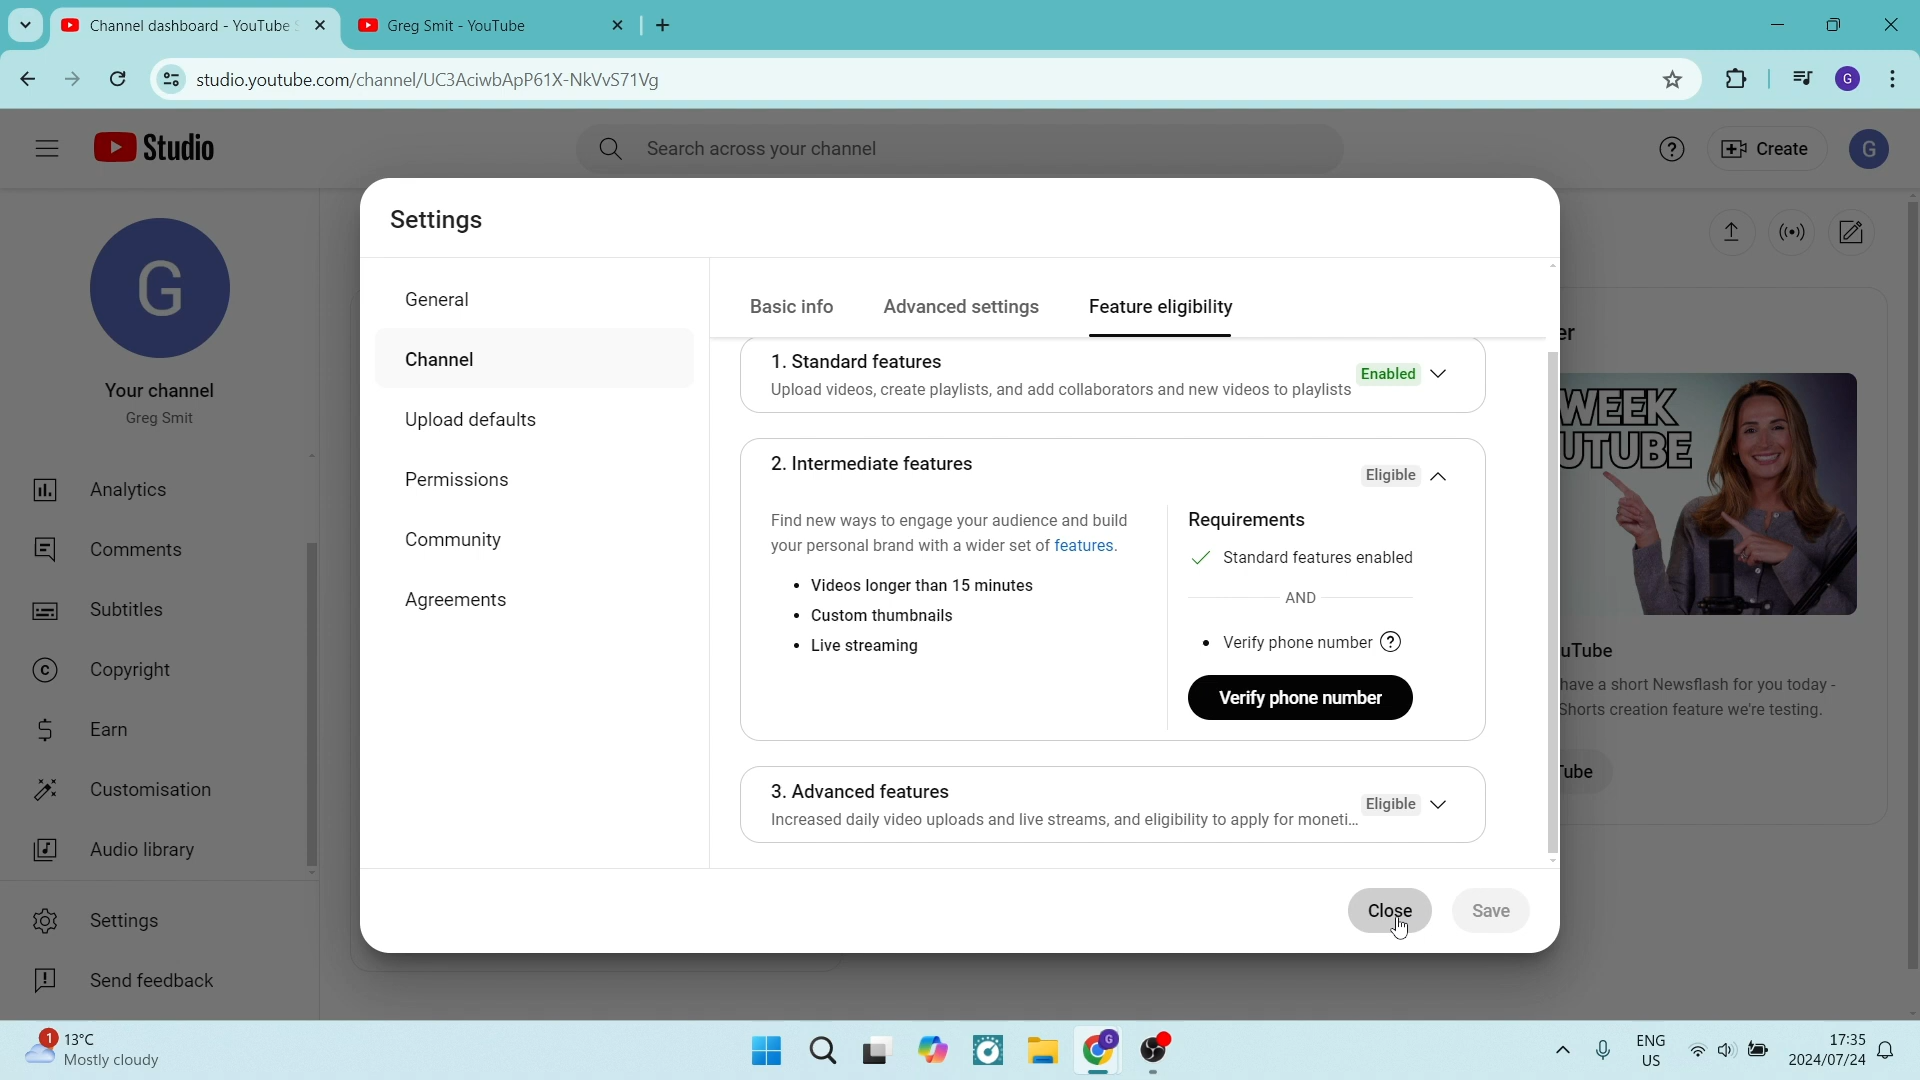 Channel dashboard - YouTube S
Greg Smit - YouTube
studio.youtube.com/channel/UC3AciwbApP61X-NkVvS71Vg
G
Studio
Search across your channel
Create
G
G
Your channel
Greg Smit
Analytics
Comments
Subtitles
Copyright
Earn
Customisation
Audio library
Settings
Send feedback
Settings
General
Channel
Upload defaults
Permissions
Community
Agreements
Basic info
Advanced settings
Feature eligibility
1. Standard features
Upload videos, create playlists, and add collaborators and new videos to playlists
Enabled
2. Intermediate features
Eligible
Find new ways to engage your audience and build
your personal brand with a wider set of features.
• Videos longer than 15 minutes
• Custom thumbnails
• Live streaming
Requirements
Standard features enabled
AND
• Verify phone number
Verify phone number
3. Advanced features
Increased daily video uploads and live streams, and eligibility to apply for moneti...
Eligible
Close
Save
er
WEEK
UTUBE
uTube
have a short Newsflash for you today -
Shorts creation feature we're testing.
Tube
1
13°C
Mostly cloudy
G
ENG
US
17:35
2024/07/24